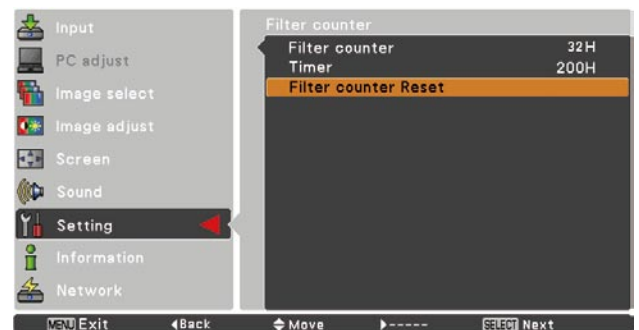 Input
PC adjust
Image select
Image adjust
Screen
Sound
Setting
Information
Network
Filter counter
Filter counter 32H
Timer 200H
Filter counter Reset
MENU Exit ◀Back Move ▶----- SELECT Next